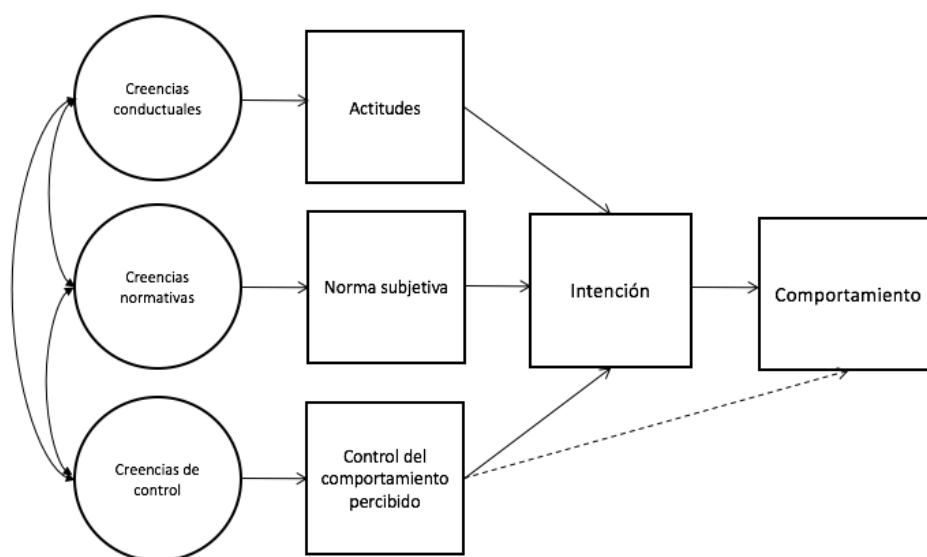 Creencias
conductuales
Actitudes
Creencias
normativas
Norma subjetiva
Intención
Comportamiento
Creencias de
control
Control del
comportamiento
percibido